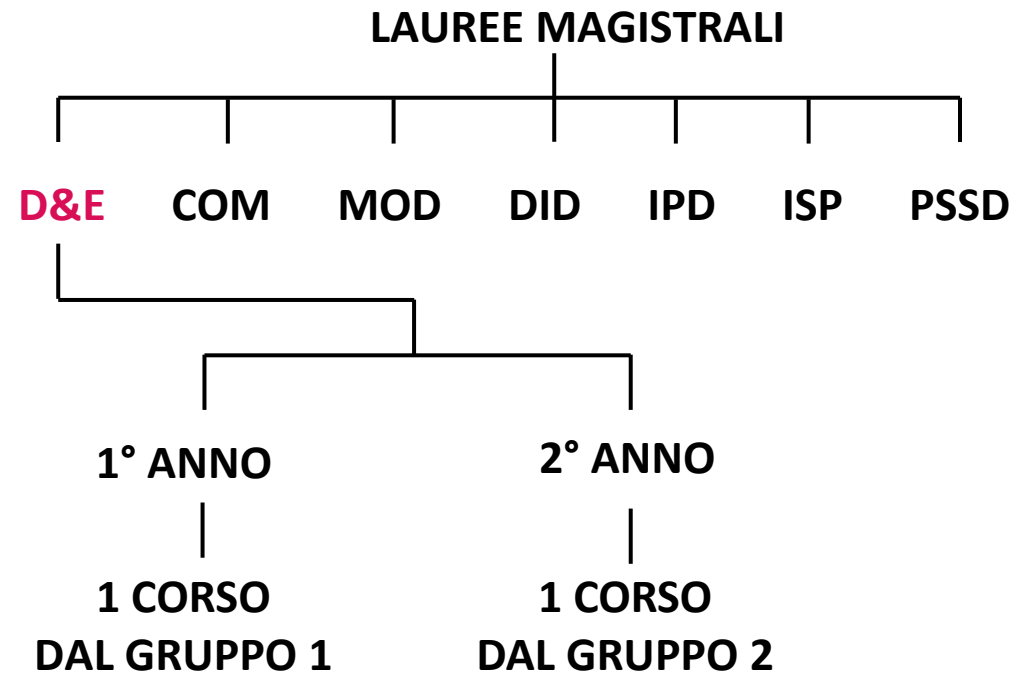 LAUREE MAGISTRALI
D&E COM MOD DID IPD ISP PSSD
1° ANNO 2° ANNO
1 CORSO 1 CORSO
DAL GRUPPO 1 DAL GRUPPO 2